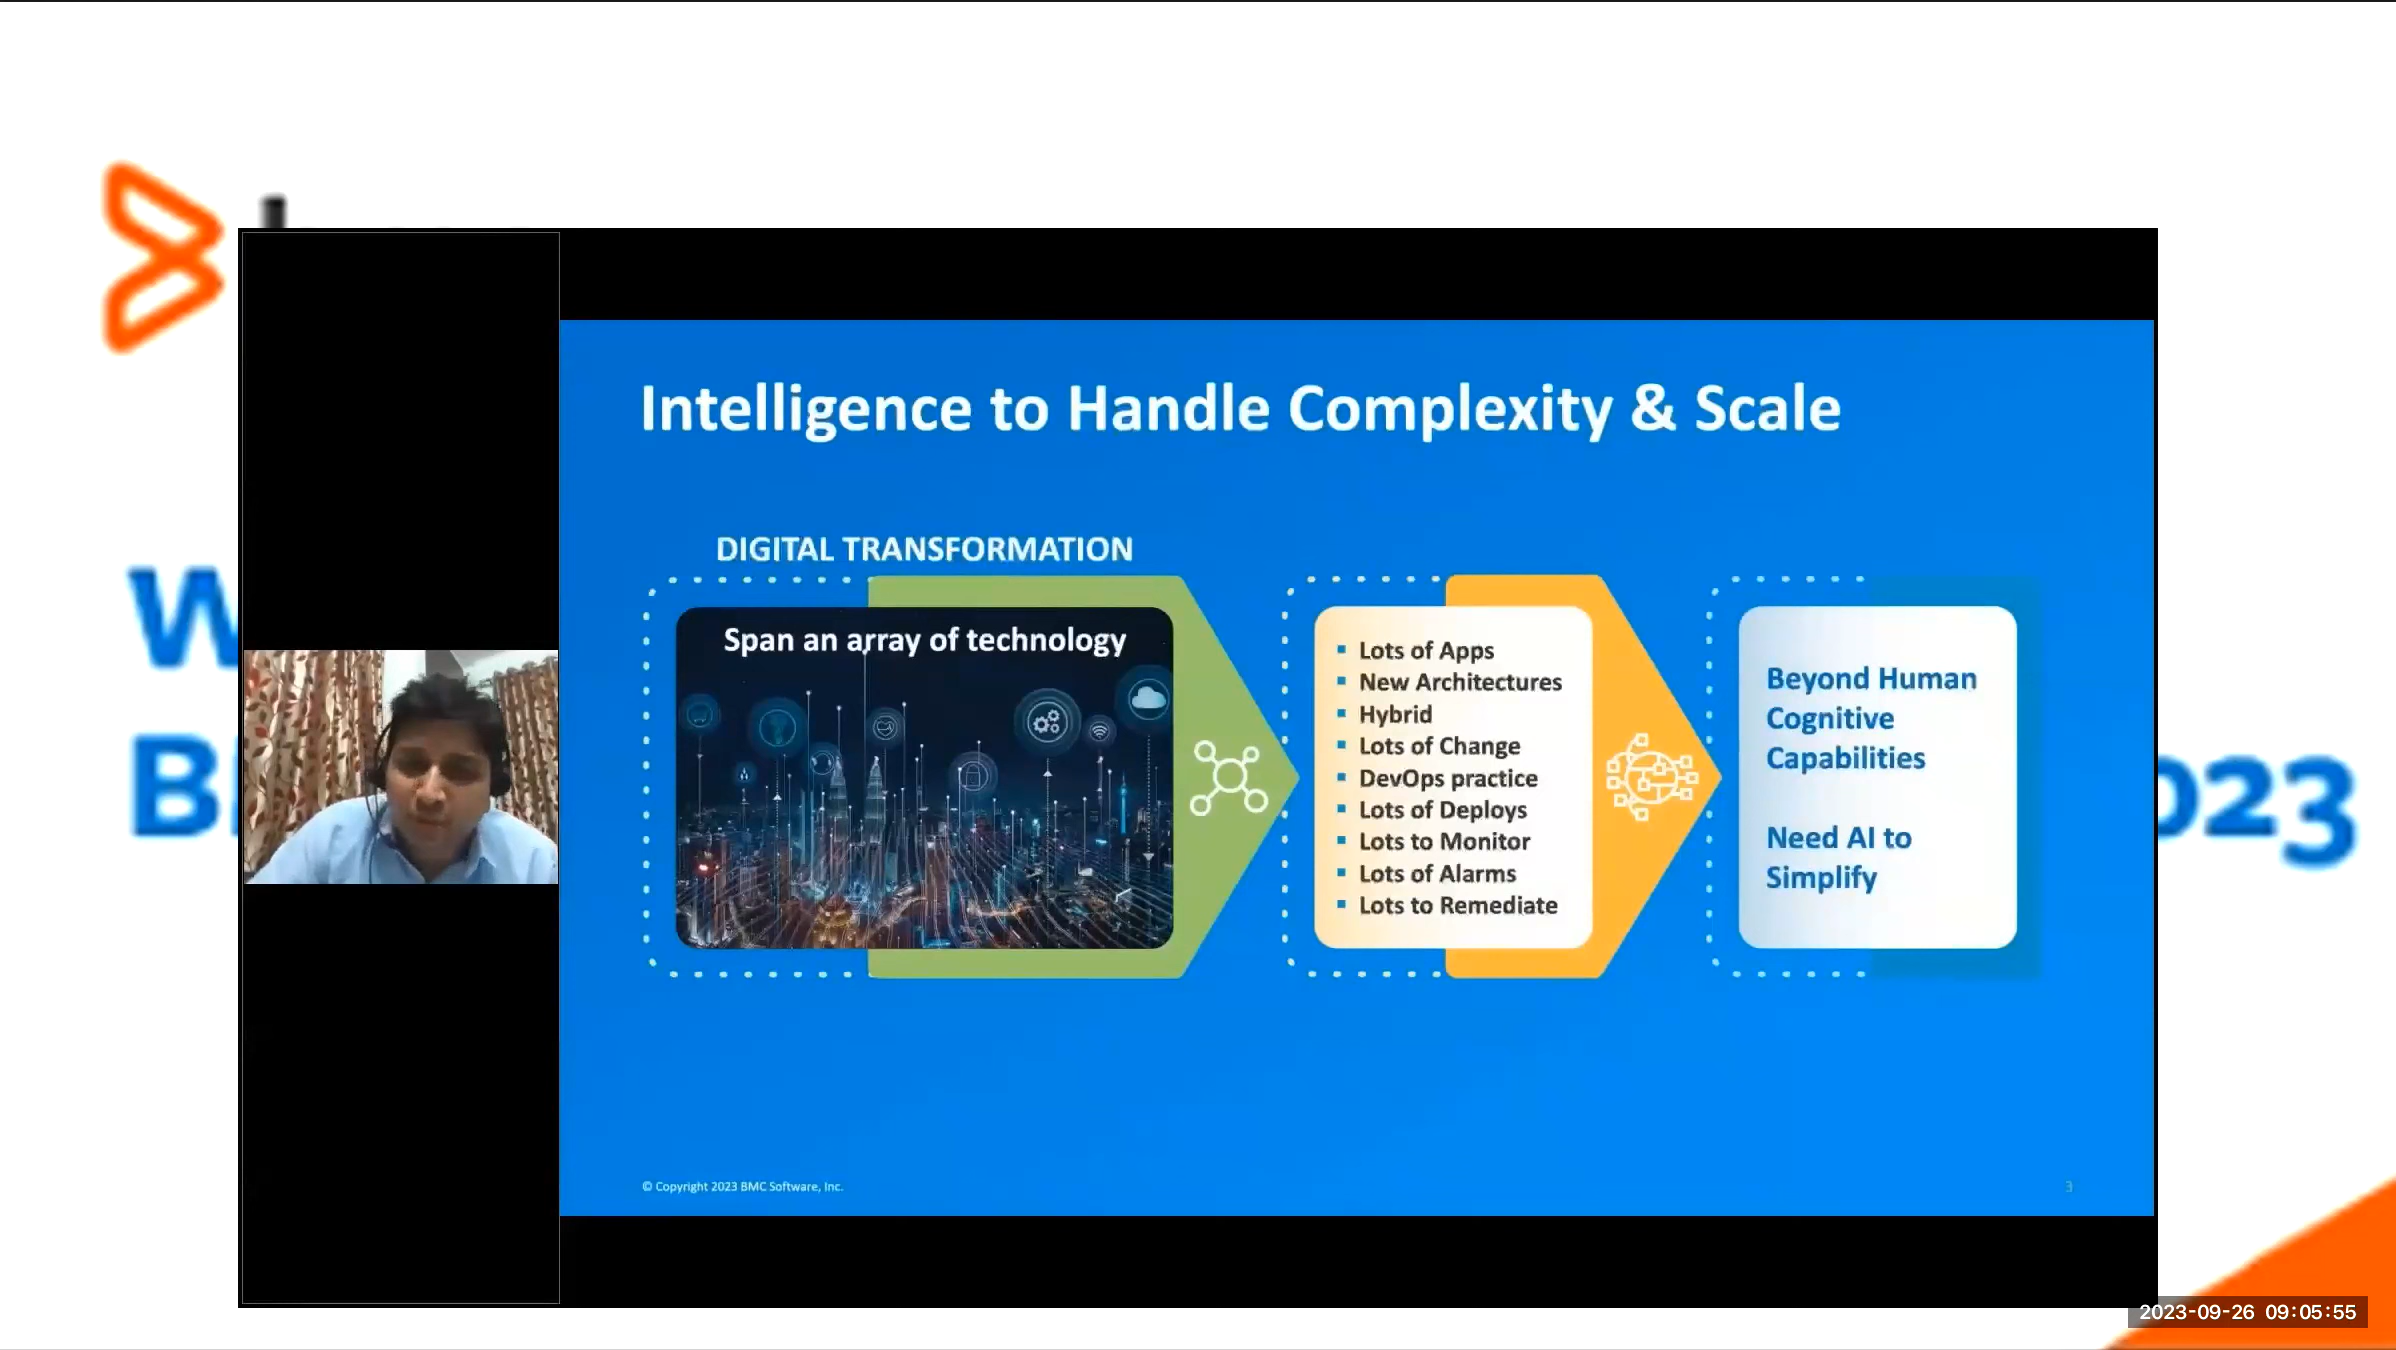 Intelligence to Handle Complexity & Scale
DIGITAL TRANSFORMATION
Span an array of technology
Lots of Apps
New Architectures
Hybrid
Lots of Change
DevOps practice
Lots of Deploys
Lots to Monitor
Lots of Alarms
Lots to Remediate
Beyond Human
Cognitive
Capabilities
Need AI to
Simplify
© Copyright 2023 BMC Software, Inc.
3
2023-09-26 09:05:55